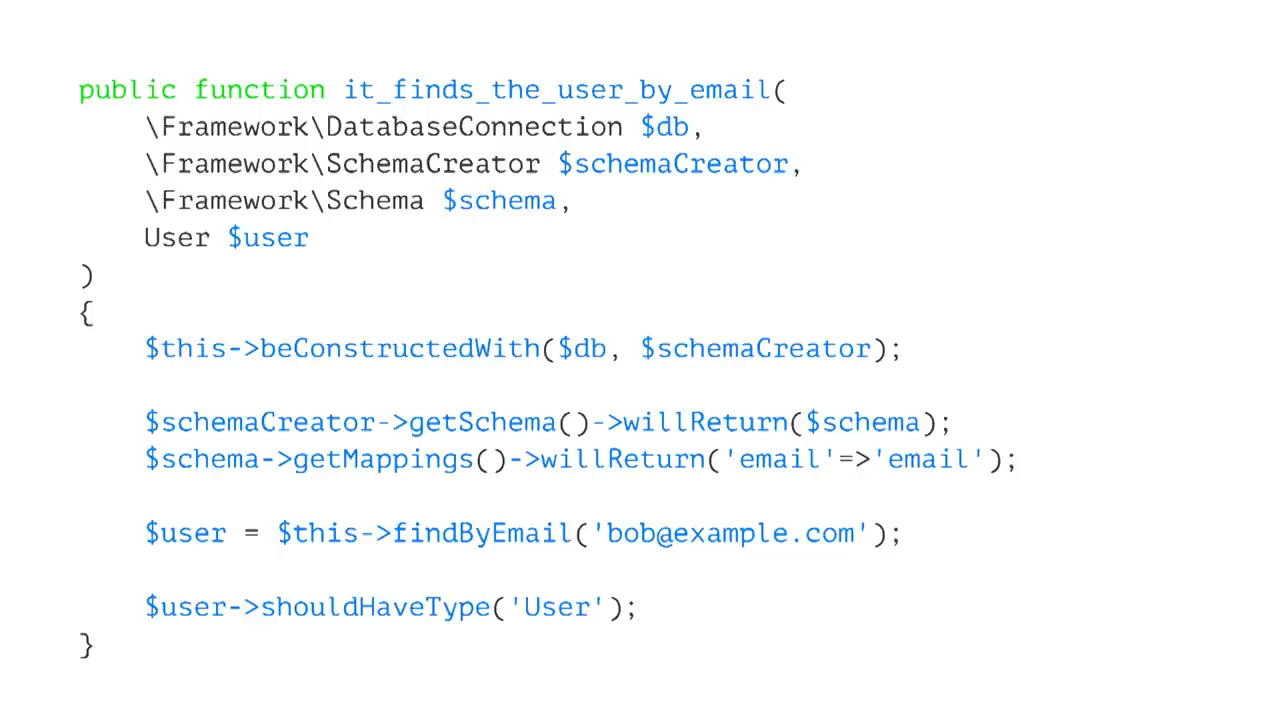 public function it_finds_the_user_by_email(
    \Framework\DatabaseConnection $db,
    \Framework\SchemaCreator $schemaCreator,
    \Framework\Schema $schema,
    User $user
)
{
    $this->beConstructedWith($db, $schemaCreator);
    $schemaCreator->getSchema()->willReturn($schema);
    $schema->getMappings()->willReturn('email'=>'email');
    $user = $this->findByEmail('bob@example.com');
    $user->shouldHaveType('User');
}